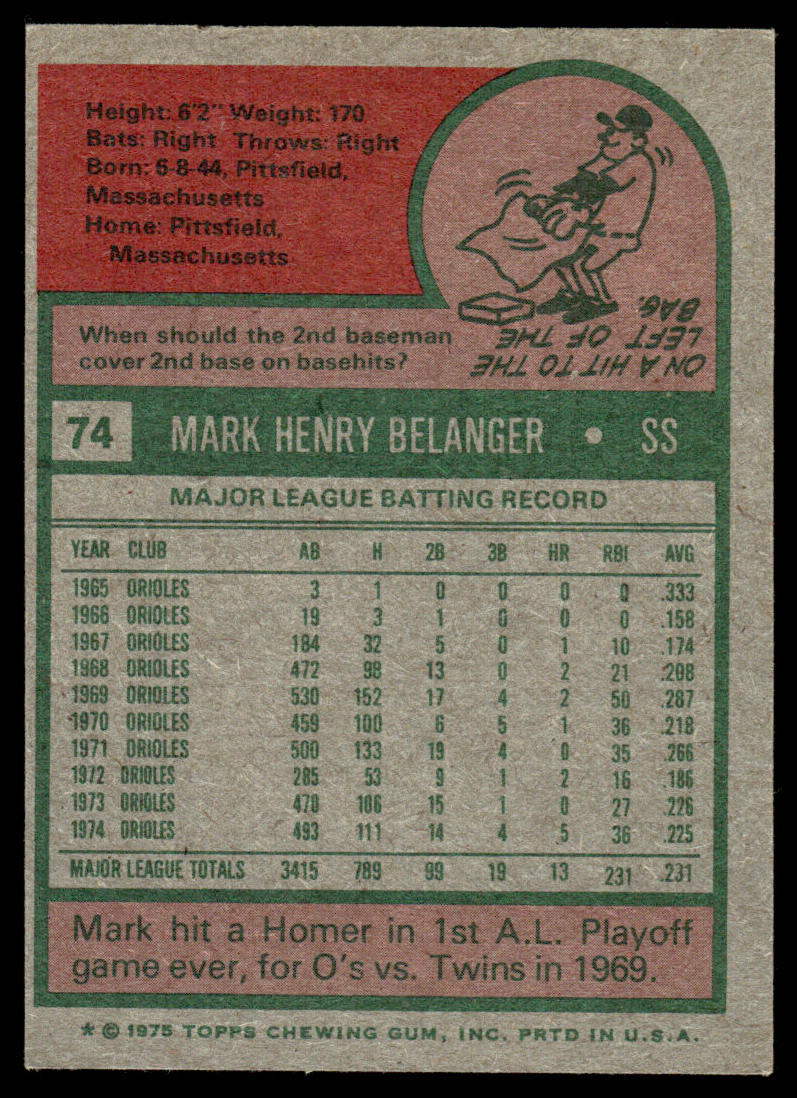 Height: 6'2" Weight: 170
Bats: Right Throws: Right
Born: 6-8-44, Pittsfield,
Massachusetts
Home: Pittsfield,
Massachusetts
When should the 2nd baseman
cover 2nd base on basehits?
ON A HIT TO THE
LEFT OF THE
BAG.
74 MARK HENRY BELANGER • SS
MAJOR LEAGUE BATTING RECORD
YEAR CLUB AB H 2B 3B HR RBI AVG
1965 ORIOLES 3 1 0 0 0 0 .333
1966 ORIOLES 19 3 1 0 0 0 .158
1967 ORIOLES 184 32 5 0 1 10 .174
1968 ORIOLES 472 98 13 0 2 21 .208
1969 ORIOLES 530 152 17 4 2 50 .287
1970 ORIOLES 459 100 6 5 1 36 .218
1971 ORIOLES 500 133 19 4 0 35 .266
1972 ORIOLES 285 53 9 1 2 16 .186
1973 ORIOLES 470 106 15 1 0 27 .226
1974 ORIOLES 493 111 14 4 5 36 .225
MAJOR LEAGUE TOTALS 3415 789 99 19 13 231 .231
Mark hit a Homer in 1st A.L. Playoff
game ever, for O's vs. Twins in 1969.
* © 1975 TOPPS CHEWING GUM, INC. PRTD IN U.S.A.